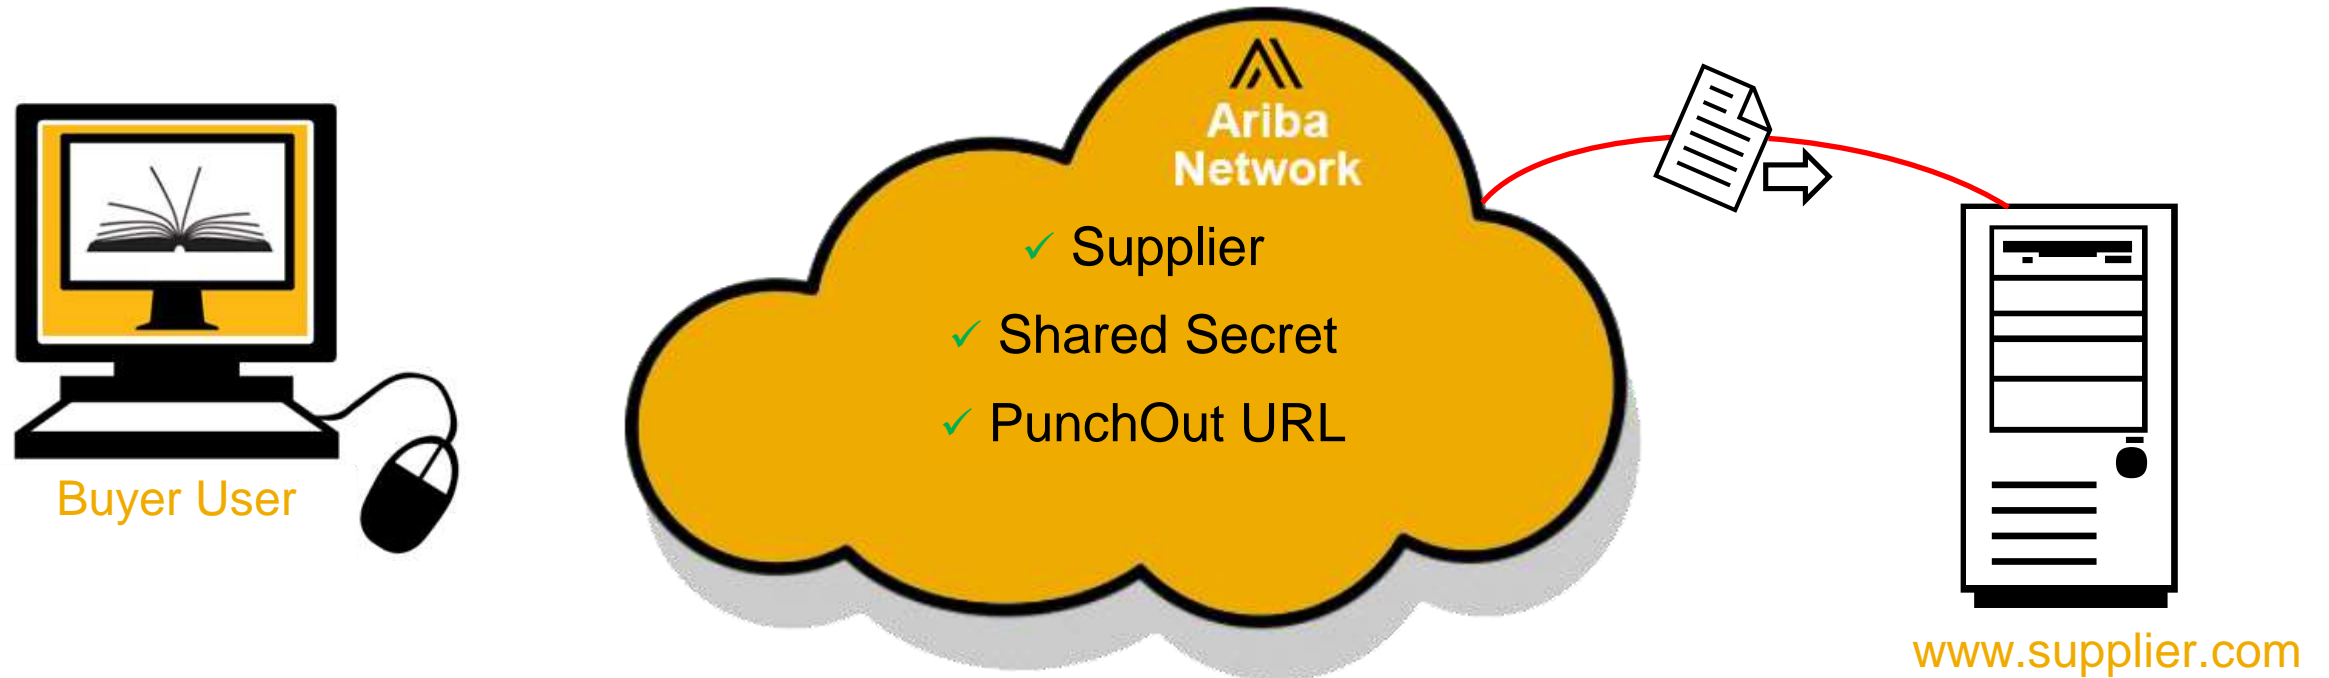 Ariba
Network
✓ Supplier
✓ Shared Secret
✓ PunchOut URL
Buyer User
www.supplier.com